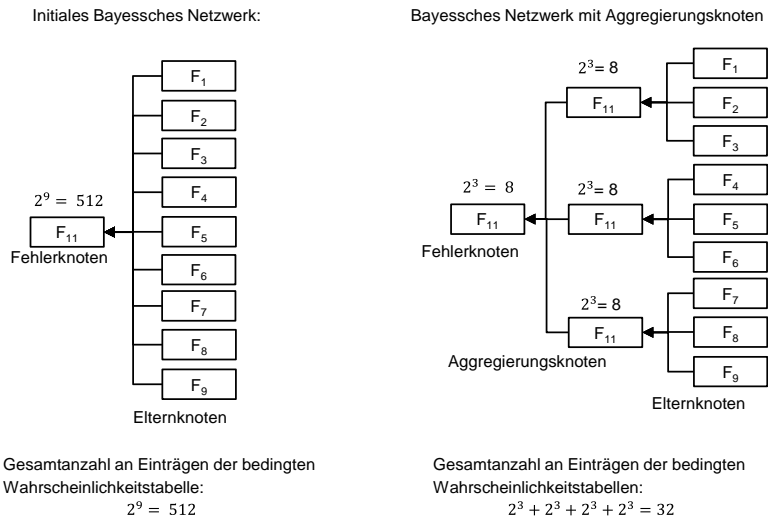 Initiales Bayessches Netzwerk:
F₁
F₂
F₃
F₄
2⁹ = 512
F₁₁
F₅
Fehlerknoten
F₆
F₇
F₈
F₉
Elternknoten
Gesamtanzahl an Einträgen der bedingten
Wahrscheinlichkeitstabelle:
2⁹ = 512
Bayessches Netzwerk mit Aggregierungsknoten
2³= 8
F₁
F₁₁
F₂
F₃
2³ = 8
2³= 8
F₄
F₁₁
F₁₁
F₅
Fehlerknoten
F₆
2³= 8
F₇
F₁₁
F₈
Aggregierungsknoten
F₉
Elternknoten
Gesamtanzahl an Einträgen der bedingten
Wahrscheinlichkeitstabellen:
2³ + 2³ + 2³ + 2³ = 32